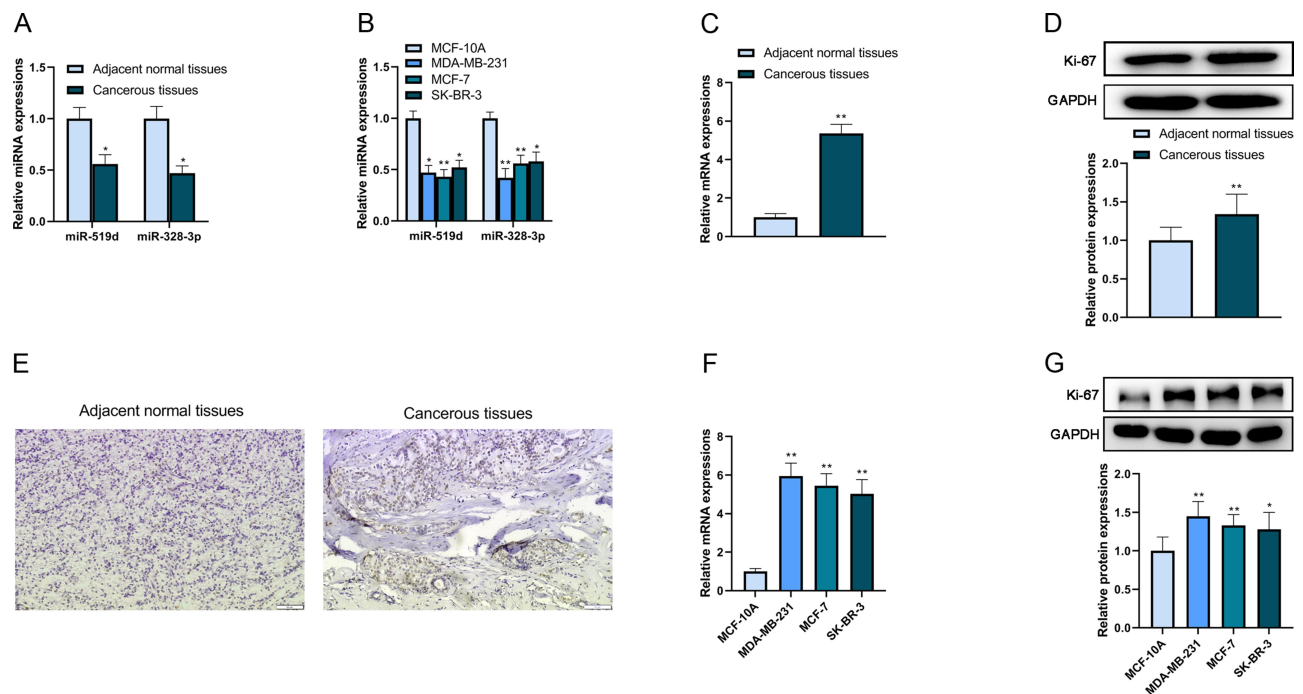 A
Relative miRNA expressions
Adjacent normal tissues
Cancerous tissues
1.5
1.0
0.5
0.0
*
*
miR-519d
miR-328-3p
B
MCF-10A
MDA-MB-231
MCF-7
SK-BR-3
Relative miRNA expressions
1.5
1.0
0.5
0.0
*
**
*
**
**
*
miR-519d
miR-328-3p
C
Adjacent normal tissues
Cancerous tissues
Relative mRNA expressions
8
6
4
2
0
**
D
Ki-67
GAPDH
Adjacent normal tissues
Cancerous tissues
Relative protein expressions
2.0
1.5
1.0
0.5
0.0
**
E
Adjacent normal tissues
Cancerous tissues
F
Relative mRNA expressions
8
6
4
2
0
**
**
**
MCF-10A
MDA-MB-231
MCF-7
SK-BR-3
G
Ki-67
GAPDH
Relative protein expressions
2.0
1.5
1.0
0.5
0.0
**
**
*
MCF-10A
MDA-MB-231
MCF-7
SK-BR-3